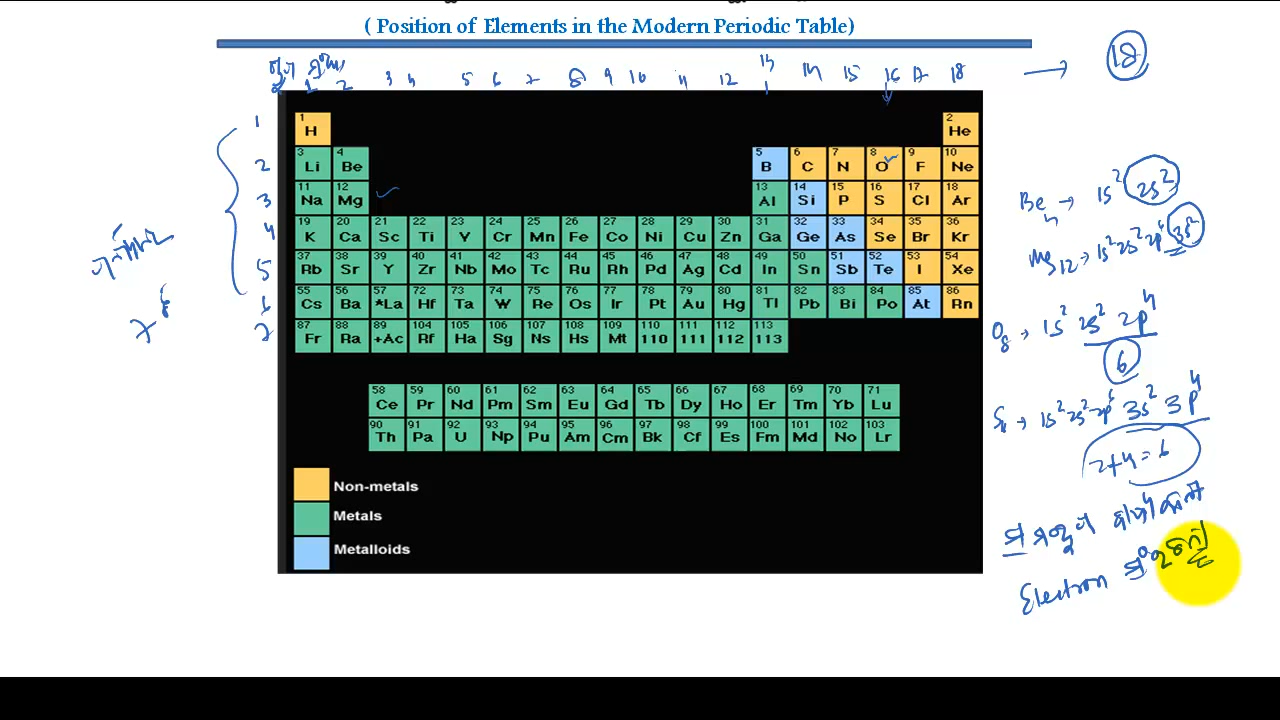 ( Position of Elements in the Modern Periodic Table)
18
1 2 3 4 5 6 7 8 9 10 11 12 13 14 15 16 17 18
1
1
2
3
4
5
6
7
1 H 2 He
3 Li 4 Be 5 B 6 C 7 N 8 O 9 F 10 Ne
11 Na 12 Mg 13 Al 14 Si 15 P 16 S 17 Cl 18 Ar
19 K 20 Ca 21 Sc 22 Ti 23 V 24 Cr 25 Mn 26 Fe 27 Co 28 Ni 29 Cu 30 Zn 31 Ga 32 Ge 33 As 34 Se 35 Br 36 Kr
37 Rb 38 Sr 39 Y 40 Zr 41 Nb 42 Mo 43 Tc 44 Ru 45 Rh 46 Pd 47 Ag 48 Cd 49 In 50 Sn 51 Sb 52 Te 53 I 54 Xe
55 Cs 56 Ba 57 *La 72 Hf 73 Ta 74 W 75 Re 76 Os 77 Ir 78 Pt 79 Au 80 Hg 81 Tl 82 Pb 83 Bi 84 Po 85 At 86 Rn
87 Fr 88 Ra 89 +Ac 104 Rf 105 Ha 106 Sg 107 Ns 108 Hs 109 Mt 110 110 111 111 112 112 113 113
58 Ce 59 Pr 60 Nd 61 Pm 62 Sm 63 Eu 64 Gd 65 Tb 66 Dy 67 Ho 68 Er 69 Tm 70 Yb 71 Lu
90 Th 91 Pa 92 U 93 Np 94 Pu 95 Am 96 Cm 97 Bk 98 Cf 99 Es 100 Fm 101 Md 102 No 103 Lr
Non-metals
Metals
Metalloids
Be4 → 1s² 2s²
Mg12 → 1s² 2s² 2p⁶ 3s²
O8 → 1s² 2s² 2p⁴
6
→ 1s² 2s² 2p⁶ 3s² 3p⁴
2+4=6
Electron